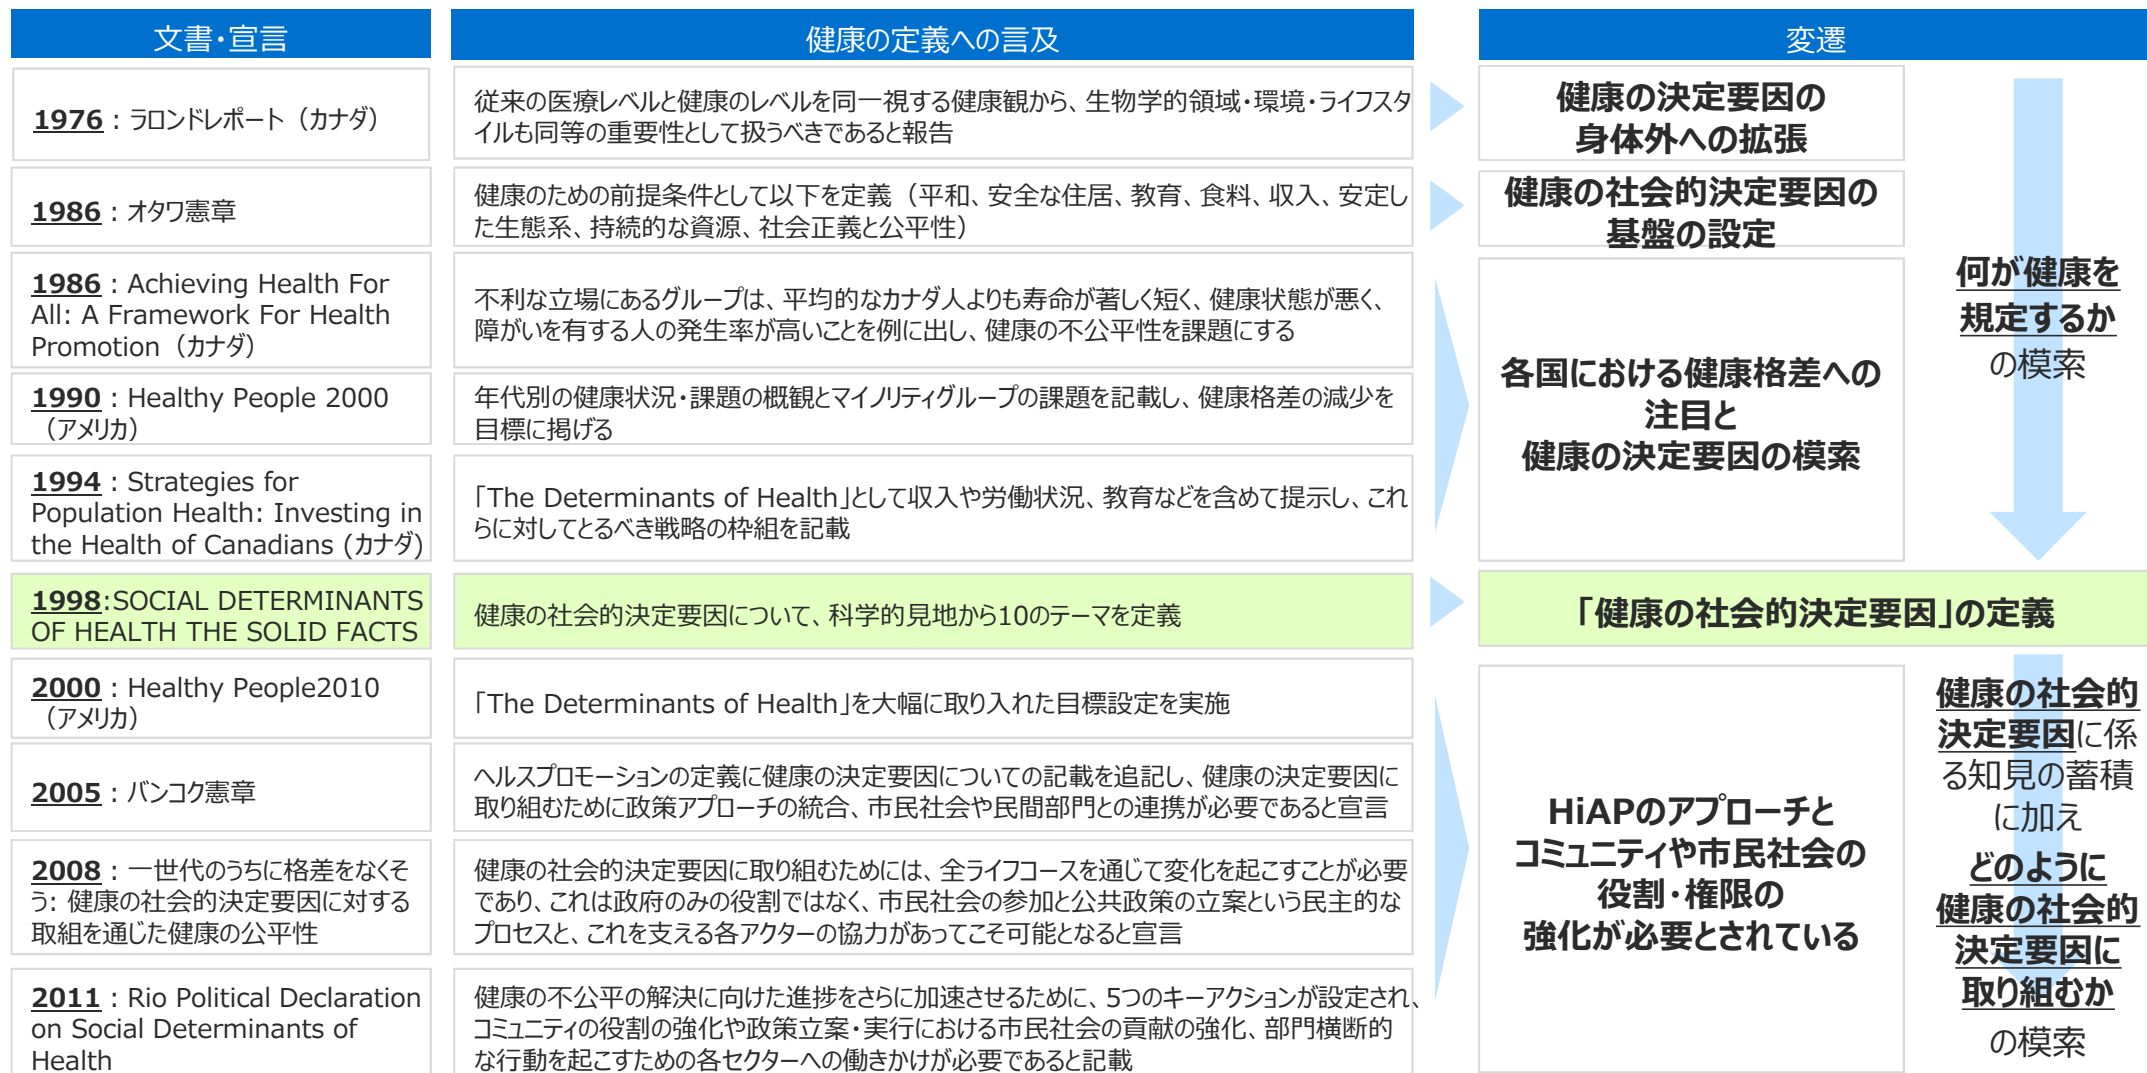 文書・宣言
健康の定義への言及
変遷
1976：ラロンドレポート（カナダ）
従来の医療レベルと健康のレベルを同一視する健康観から、生物学的領域・環境・ライフスタ
イルも同等の重要性として扱うべきであると報告
健康の決定要因の
身体外への拡張
1986：オタワ憲章
健康のための前提条件として以下を定義（平和、安全な住居、教育、食料、収入、安定し
た生態系、持続的な資源、社会正義と公平性）
健康の社会的決定要因の
基盤の設定
1986：Achieving Health For
All: A Framework For Health
Promotion（カナダ）
不利な立場にあるグループは、平均的なカナダ人よりも寿命が著しく短く、健康状態が悪く、
障がいを有する人の発生率が高いことを例に出し、健康の不公平性を課題にする
1990：Healthy People 2000
（アメリカ）
年代別の健康状況・課題の概観とマイノリティグループの課題を記載し、健康格差の減少を
目標に掲げる
1994：Strategies for
Population Health: Investing in
the Health of Canadians (カナダ)
「The Determinants of Health」として収入や労働状況、教育などを含めて提示し、これ
らに対してとるべき戦略の枠組を記載
各国における健康格差への
注目と
健康の決定要因の模索
何が健康を
規定するか
の模索
1998:SOCIAL DETERMINANTS
OF HEALTH THE SOLID FACTS
健康の社会的決定要因について、科学的見地から10のテーマを定義
「健康の社会的決定要因」の定義
2000：Healthy People2010
（アメリカ）
「The Determinants of Health」を大幅に取り入れた目標設定を実施
2005：バンコク憲章
ヘルスプロモーションの定義に健康の決定要因についての記載を追記し、健康の決定要因に
取り組むために政策アプローチの統合、市民社会や民間部門との連携が必要であると宣言
2008：一世代のうちに格差をなくそ
う: 健康の社会的決定要因に対する
取組を通じた健康の公平性
健康の社会的決定要因に取り組むためには、全ライフコースを通じて変化を起こすことが必要
であり、これは政府のみの役割ではなく、市民社会の参加と公共政策の立案という民主的な
プロセスと、これを支える各アクターの協力があってこそ可能となると宣言
2011：Rio Political Declaration
on Social Determinants of
Health
健康の不公平の解決に向けた進捗をさらに加速させるために、5つのキーアクションが設定され、
コミュニティの役割の強化や政策立案・実行における市民社会の貢献の強化、部門横断的
な行動を起こすための各セクターへの働きかけが必要であると記載
HiAPのアプローチと
コミュニティや市民社会の
役割・権限の
強化が必要とされている
健康の社会的
決定要因に係
る知見の蓄積
に加え
どのように
健康の社会的
決定要因に
取り組むか
の模索